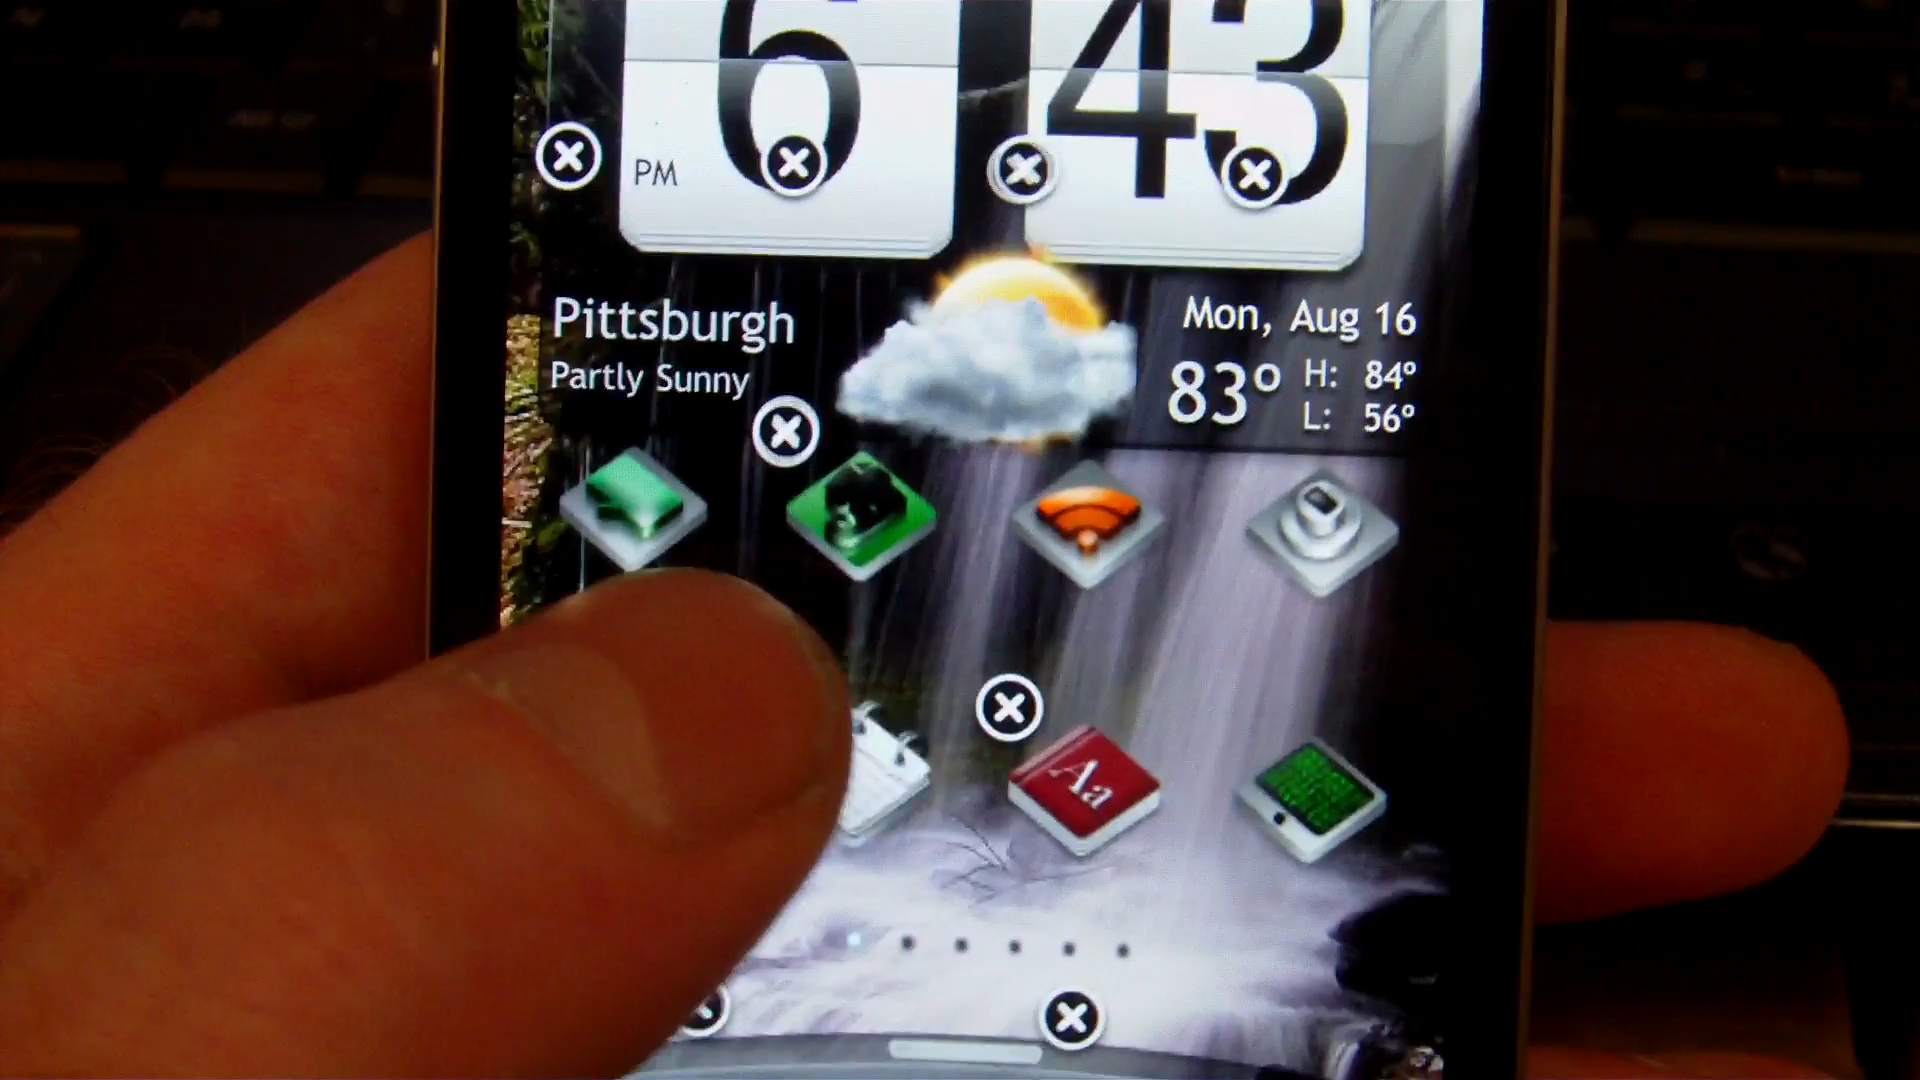 6 43
PM
Pittsburgh
Partly Sunny
Mon, Aug 16
83° H: 84°
L: 56°
Aa